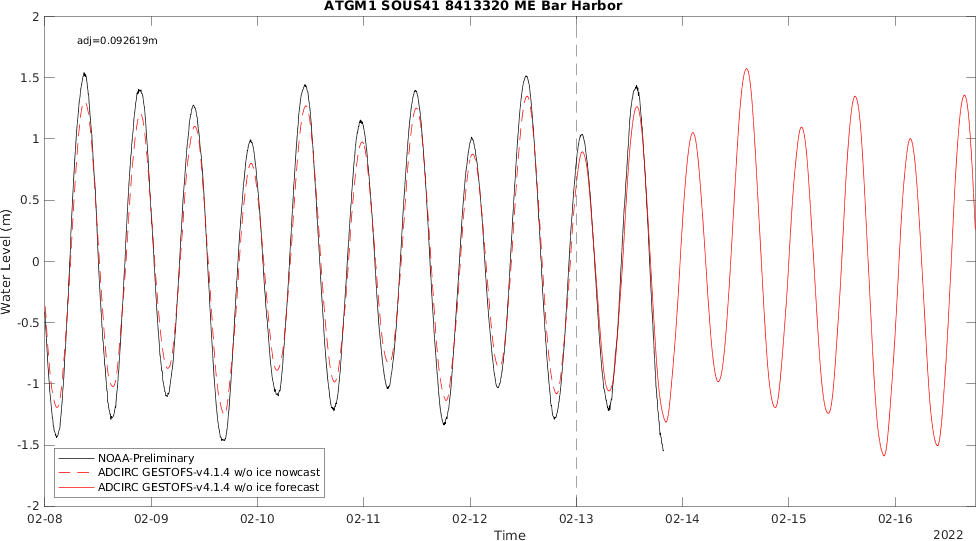 ATGM1 SOUS41 8413320 ME Bar Harbor
adj=0.092619m
2
1.5
1
0.5
0
-0.5
-1
-1.5
-2
Water Level (m)
NOAA-Preliminary
ADCIRC GESTOFS-v4.1.4 w/o ice nowcast
ADCIRC GESTOFS-v4.1.4 w/o ice forecast
02-08 02-09 02-10 02-11 02-12 02-13 02-14 02-15 02-16
Time
2022